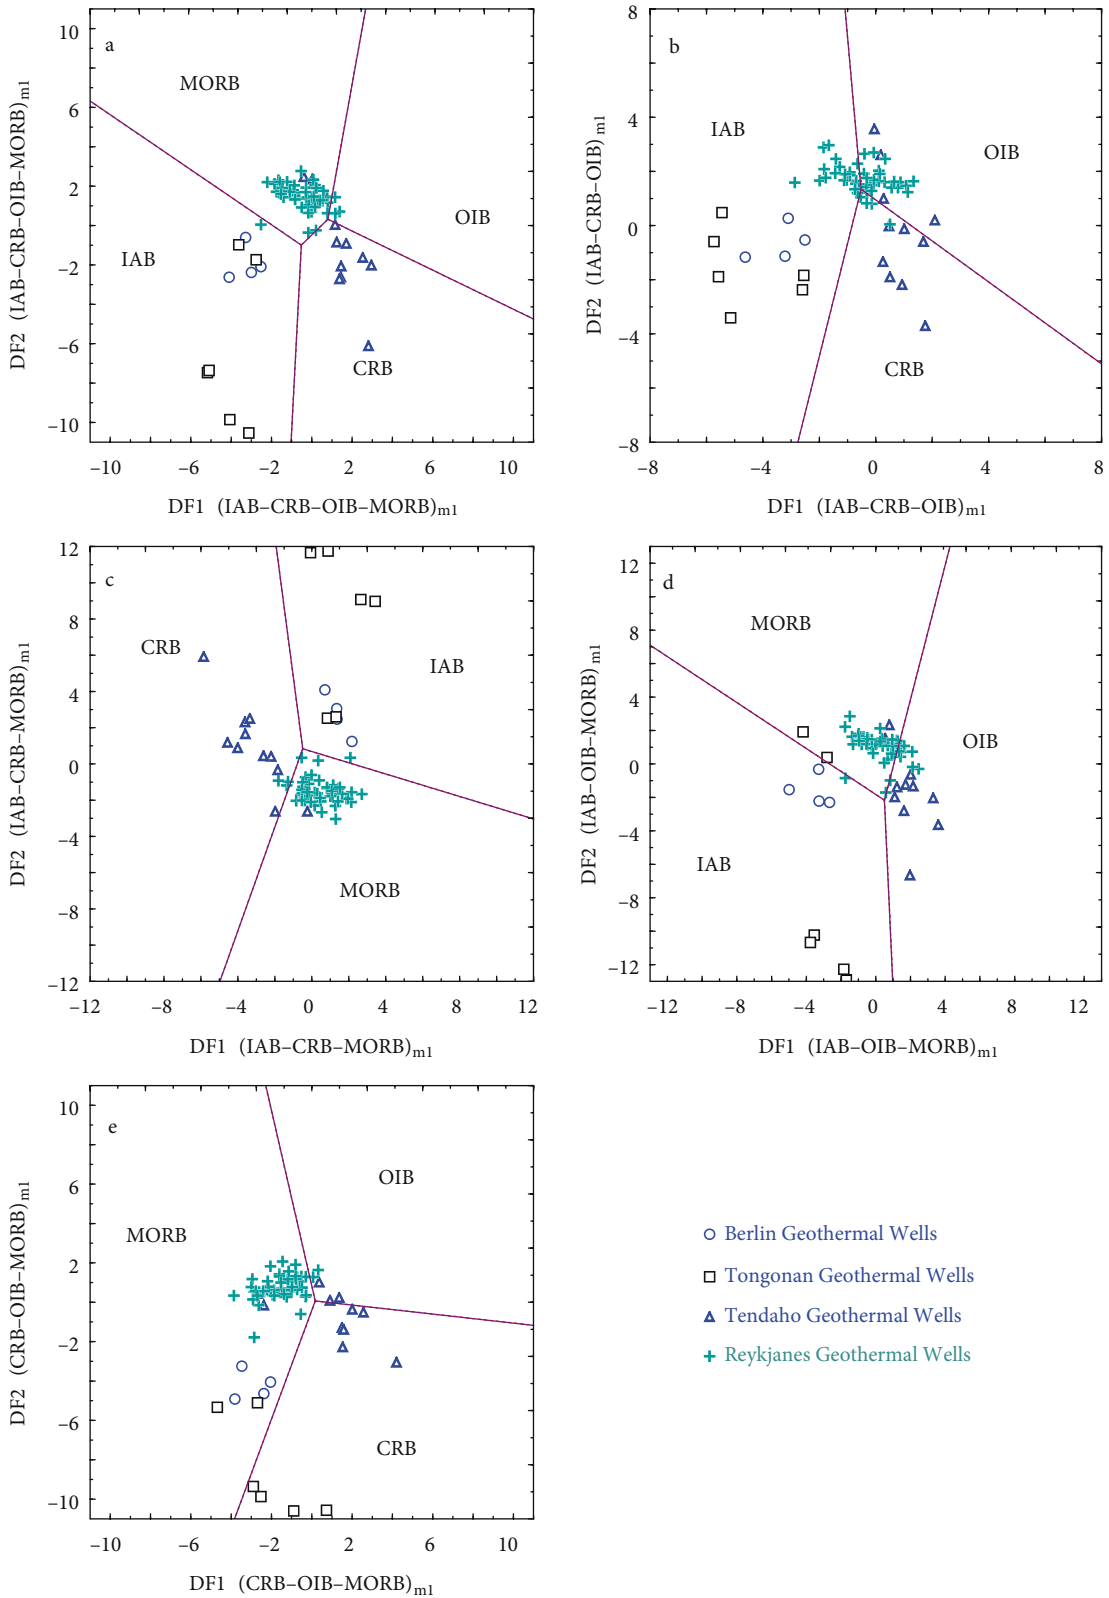 a
MORB
OIB
IAB
CRB
10
6
2
−2
−6
−10
−10
−6
−2
2
6
10
DF2 (IAB–CRB–OIB–MORB)m1
DF1 (IAB–CRB–OIB–MORB)m1
b
IAB
OIB
CRB
8
4
0
−4
−8
−8
−4
0
4
8
DF2 (IAB–CRB–OIB)m1
DF1 (IAB–CRB–OIB)m1
c
CRB
IAB
MORB
12
8
4
0
−4
−8
−12
−12
−8
−4
0
4
8
12
DF2 (IAB–CRB–MORB)m1
DF1 (IAB–CRB–MORB)m1
d
MORB
OIB
IAB
12
8
4
0
−4
−8
−12
−12
−8
−4
0
4
8
12
DF2 (IAB–OIB–MORB)m1
DF1 (IAB–OIB–MORB)m1
e
OIB
MORB
CRB
10
6
2
−2
−6
−10
−10
−6
−2
2
6
10
DF2 (CRB–OIB–MORB)m1
DF1 (CRB–OIB–MORB)m1
Berlin Geothermal Wells
Tongonan Geothermal Wells
Tendaho Geothermal Wells
Reykjanes Geothermal Wells